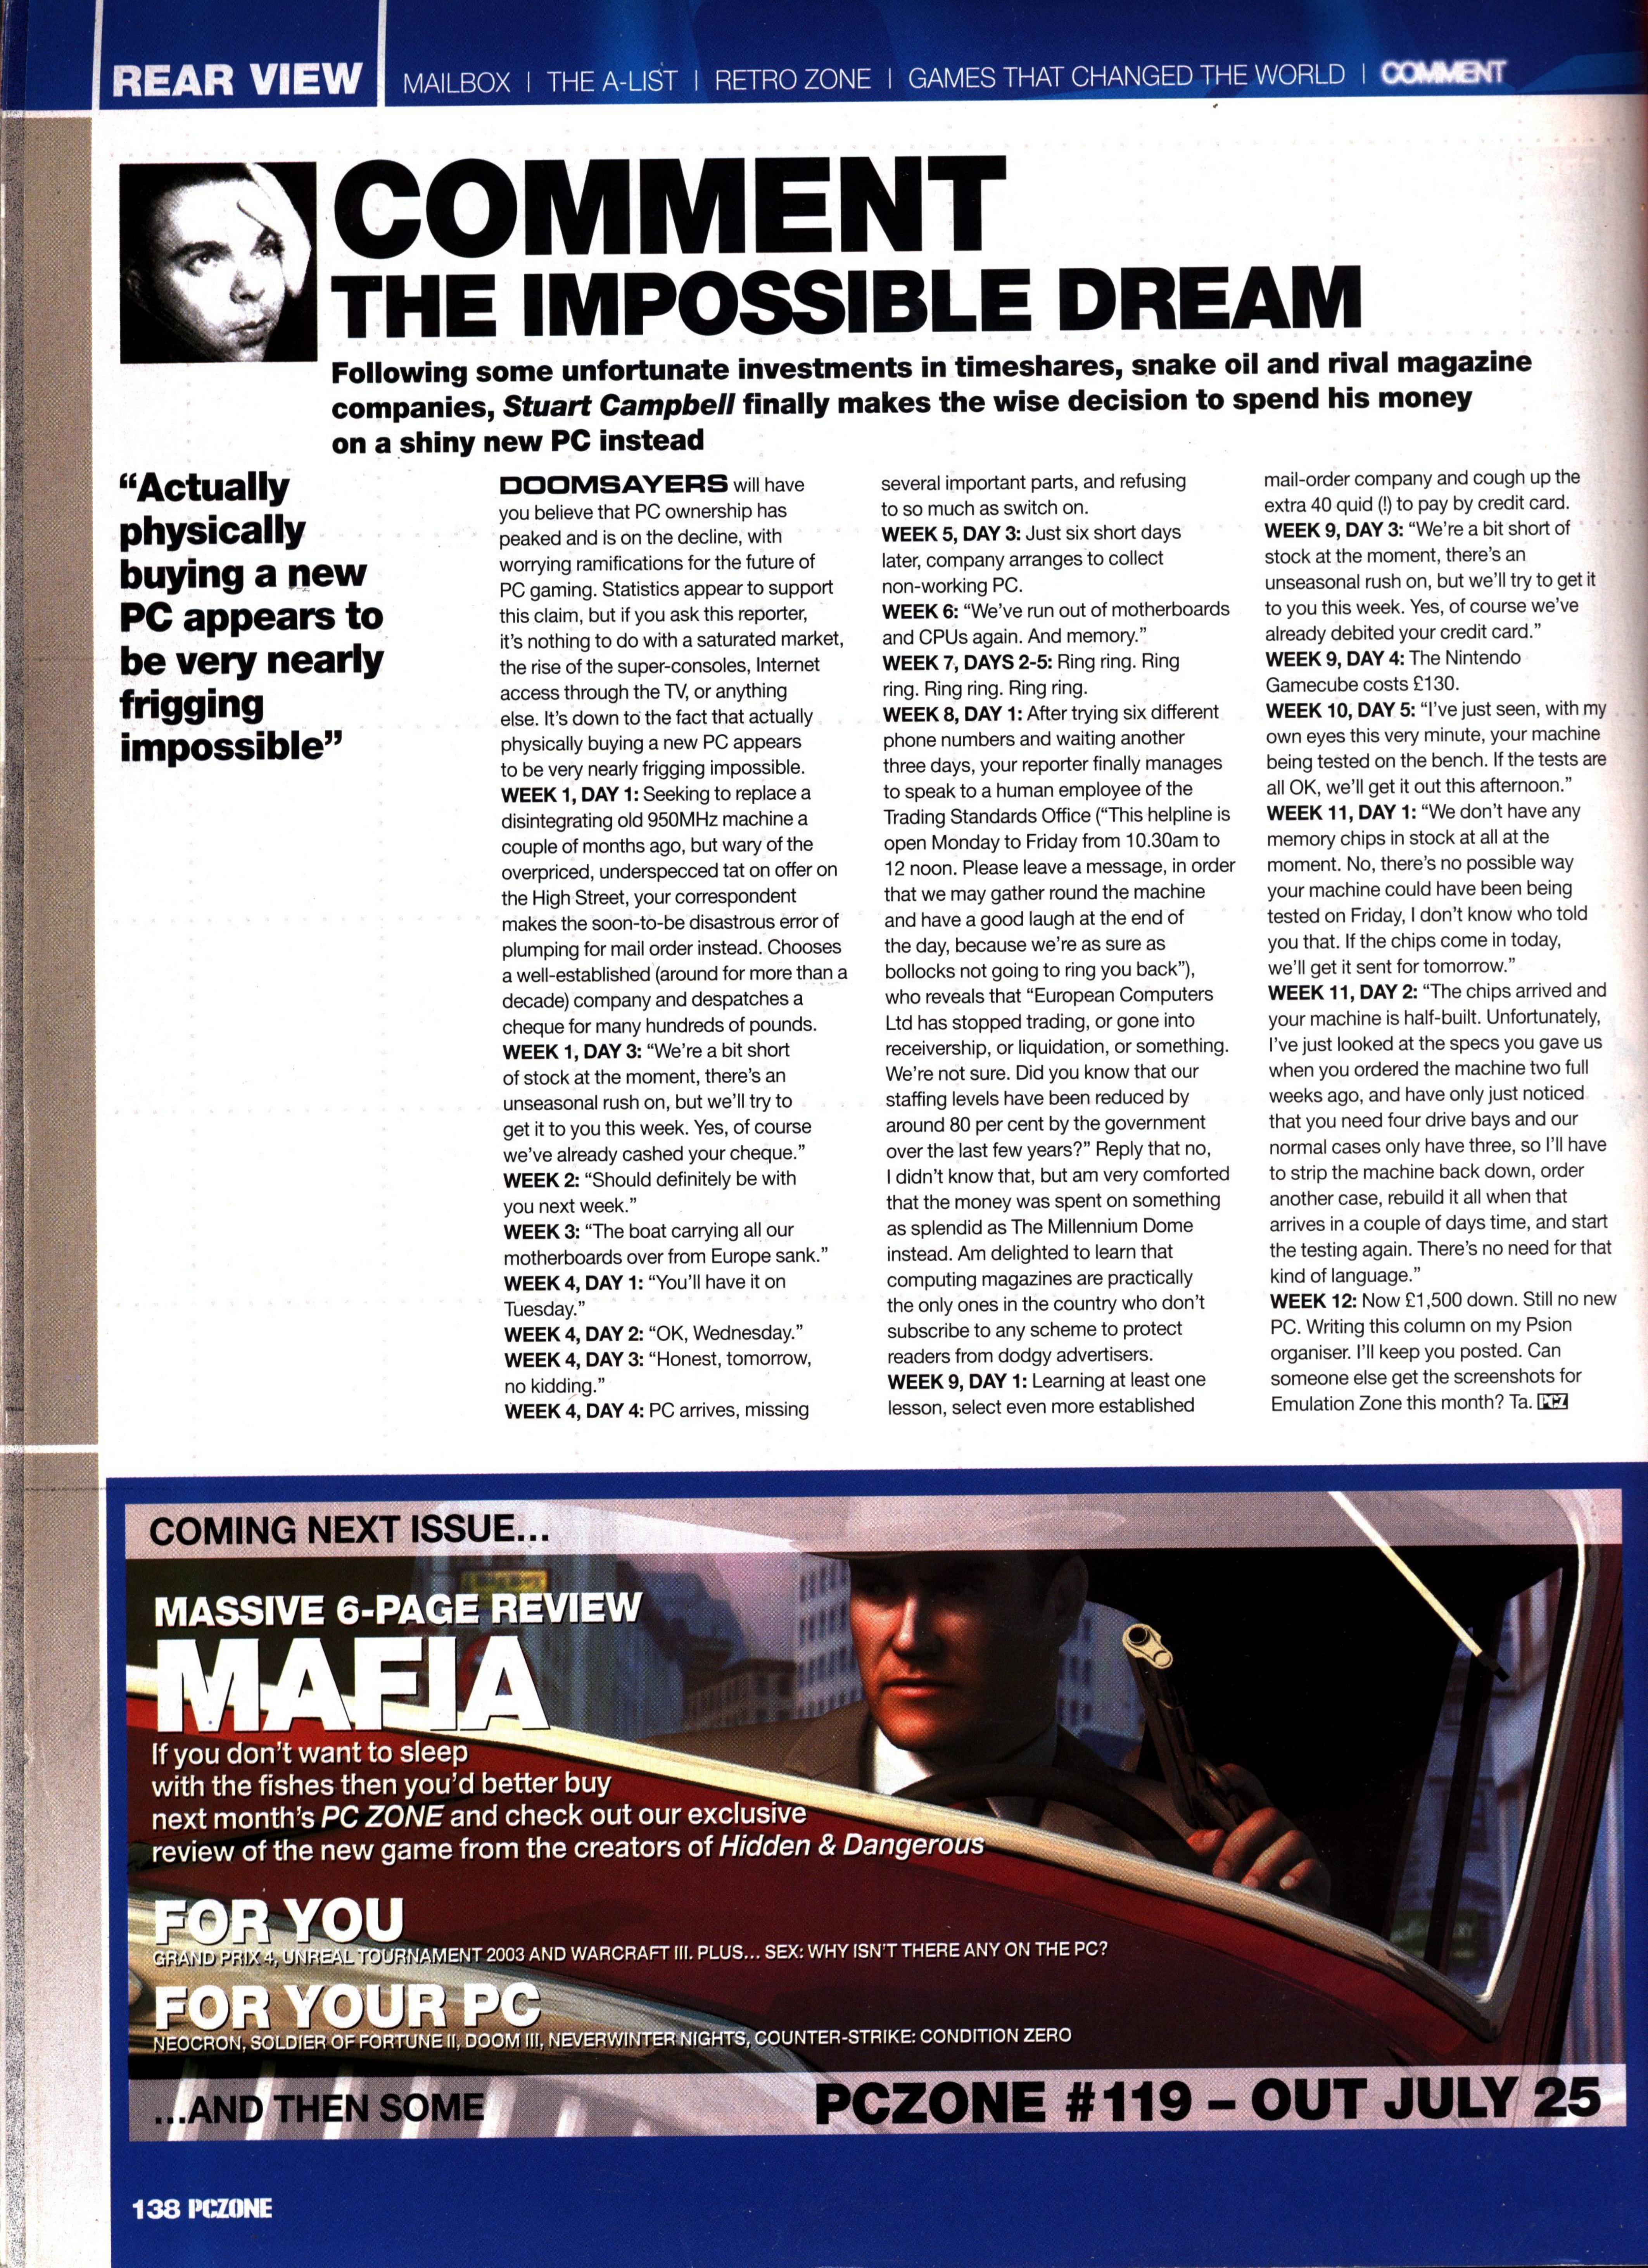 REAR VIEW
MAILBOX | THE A-LIST | RETRO ZONE | GAMES THAT CHANGED THE WORLD | COMMENT
COMMENT
THE IMPOSSIBLE DREAM
Following some unfortunate investments in timeshares, snake oil and rival magazine
companies, Stuart Campbell finally makes the wise decision to spend his money
on a shiny new PC instead
“Actually
physically
buying a new
PC appears to
be very nearly
frigging
impossible”
DOOMSAYERS will have
you believe that PC ownership has
peaked and is on the decline, with
worrying ramifications for the future of
PC gaming. Statistics appear to support
this claim, but if you ask this reporter,
it’s nothing to do with a saturated market,
the rise of the super-consoles, Internet
access through the TV, or anything
else. It’s down to the fact that actually
physically buying a new PC appears
to be very nearly frigging impossible.
WEEK 1, DAY 1: Seeking to replace a
disintegrating old 950MHz machine a
couple of months ago, but wary of the
overpriced, underspecced tat on offer on
the High Street, your correspondent
makes the soon-to-be disastrous error of
plumping for mail order instead. Chooses
a well-established (around for more than a
decade) company and despatches a
cheque for many hundreds of pounds.
WEEK 1, DAY 3: “We’re a bit short
of stock at the moment, there’s an
unseasonal rush on, but we’ll try to
get it to you this week. Yes, of course
we’ve already cashed your cheque.”
WEEK 2: “Should definitely be with
you next week.”
WEEK 3: “The boat carrying all our
motherboards over from Europe sank.”
WEEK 4, DAY 1: “You’ll have it on
Tuesday.”
WEEK 4, DAY 2: “OK, Wednesday.”
WEEK 4, DAY 3: “Honest, tomorrow,
no kidding.”
WEEK 4, DAY 4: PC arrives, missing
several important parts, and refusing
to so much as switch on.
WEEK 5, DAY 3: Just six short days
later, company arranges to collect
non-working PC.
WEEK 6: “We’ve run out of motherboards
and CPUs again. And memory.”
WEEK 7, DAYS 2-5: Ring ring. Ring
ring. Ring ring. Ring ring.
WEEK 8, DAY 1: After trying six different
phone numbers and waiting another
three days, your reporter finally manages
to speak to a human employee of the
Trading Standards Office (“This helpline is
open Monday to Friday from 10.30am to
12 noon. Please leave a message, in order
that we may gather round the machine
and have a good laugh at the end of
the day, because we’re as sure as
bollocks not going to ring you back”),
who reveals that “European Computers
Ltd has stopped trading, or gone into
receivership, or liquidation, or something.
We’re not sure. Did you know that our
staffing levels have been reduced by
around 80 per cent by the government
over the last few years?” Reply that no,
I didn’t know that, but am very comforted
that the money was spent on something
as splendid as The Millennium Dome
instead. Am delighted to learn that
computing magazines are practically
the only ones in the country who don’t
subscribe to any scheme to protect
readers from dodgy advertisers.
WEEK 9, DAY 1: Learning at least one
lesson, select even more established
mail-order company and cough up the
extra 40 quid (!) to pay by credit card.
WEEK 9, DAY 3: “We’re a bit short of
stock at the moment, there’s an
unseasonal rush on, but we’ll try to get it
to you this week. Yes, of course we’ve
already debited your credit card.”
WEEK 9, DAY 4: The Nintendo
Gamecube costs £130.
WEEK 10, DAY 5: “I’ve just seen, with my
own eyes this very minute, your machine
being tested on the bench. If the tests are
all OK, we’ll get it out this afternoon.”
WEEK 11, DAY 1: “We don’t have any
memory chips in stock at all at the
moment. No, there’s no possible way
your machine could have been being
tested on Friday, I don’t know who told
you that. If the chips come in today,
we’ll get it sent for tomorrow.”
WEEK 11, DAY 2: “The chips arrived and
your machine is half-built. Unfortunately,
I’ve just looked at the specs you gave us
when you ordered the machine two full
weeks ago, and have only just noticed
that you need four drive bays and our
normal cases only have three, so I’ll have
to strip the machine back down, order
another case, rebuild it all when that
arrives in a couple of days time, and start
the testing again. There’s no need for that
kind of language.”
WEEK 12: Now £1,500 down. Still no new
PC. Writing this column on my Psion
organiser. I’ll keep you posted. Can
someone else get the screenshots for
Emulation Zone this month? Ta. PCZ
COMING NEXT ISSUE...
MASSIVE 6-PAGE REVIEW
MAFIA
If you don’t want to sleep
with the fishes then you’d better buy
next month’s PC ZONE and check out our exclusive
review of the new game from the creators of Hidden & Dangerous
FOR YOU
GRAND PRIX 4, UNREAL TOURNAMENT 2003 AND WARCRAFT III. PLUS... SEX: WHY ISN’T THERE ANY ON THE PC?
FOR YOUR PC
NEOCRON, SOLDIER OF FORTUNE II, DOOM III, NEVERWINTER NIGHTS, COUNTER-STRIKE: CONDITION ZERO
...AND THEN SOME
PCZONE #119 – OUT JULY 25
138 PCZONE